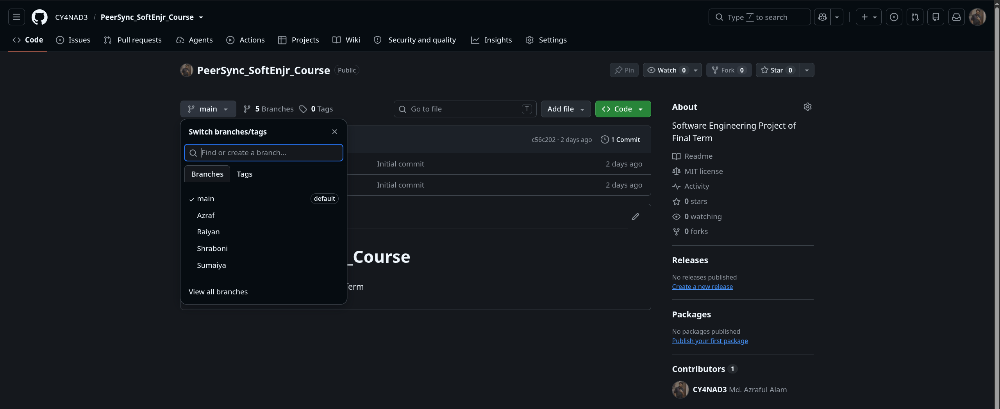 CY4NAD3 / PeerSync_SoftEnjr_Course
Type / to search
Code
Issues
Pull requests
Agents
Actions
Projects
Wiki
Security and quality
Insights
Settings
PeerSync_SoftEnjr_Course Public
Pin
Watch 0
Fork 0
Star 0
main
5 Branches
0 Tags
Go to file T
Add file
Code
Switch branches/tags
Find or create a branch...
Branches Tags
main default
Azraf
Raiyan
Shraboni
Sumaiya
View all branches
c56c202 · 2 days ago 1 Commit
Initial commit 2 days ago
Initial commit 2 days ago
_Course
Term
About
Software Engineering Project of
Final Term
Readme
MIT license
Activity
0 stars
0 watching
0 forks
Releases
No releases published
Create a new release
Packages
No packages published
Publish your first package
Contributors 1
CY4NAD3 Md. Azraful Alam